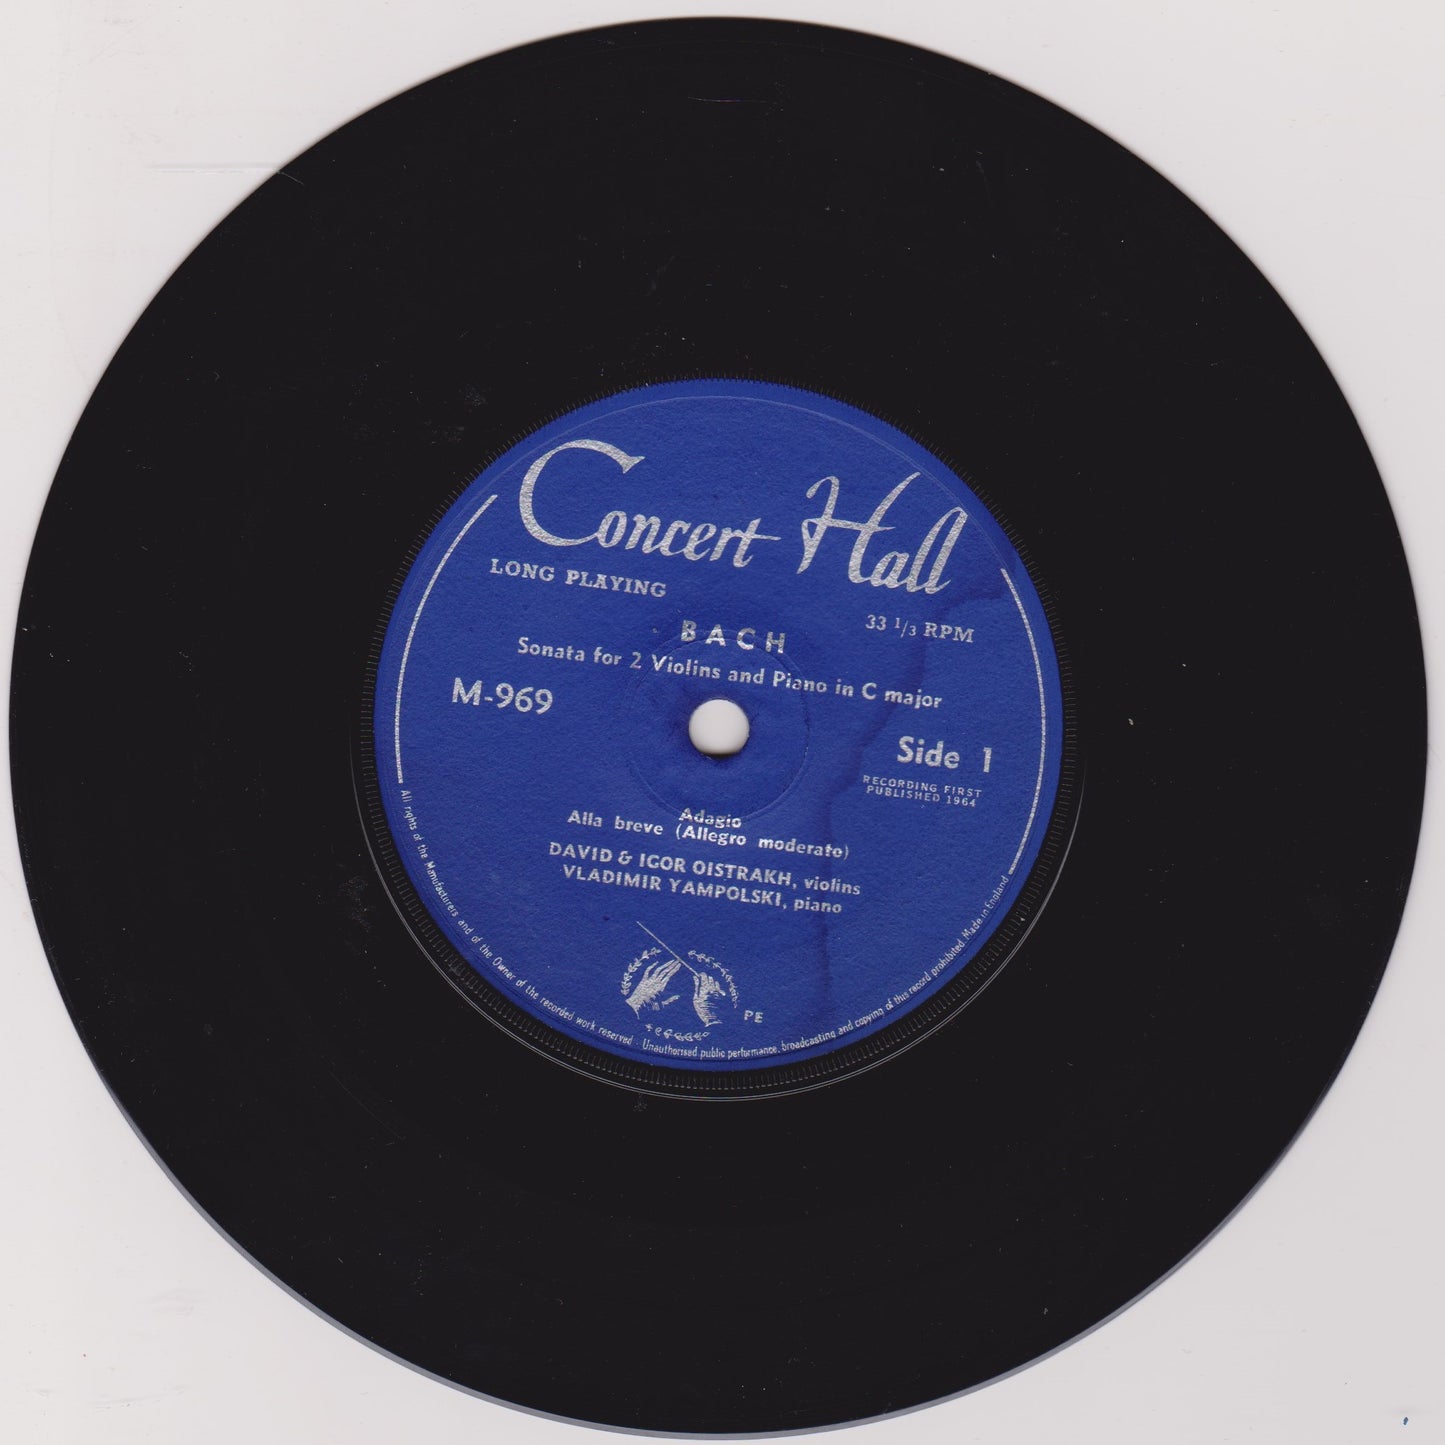 Concert Hall
LONG PLAYING
33 1/3 RPM
BACH
Sonata for 2 Violins and Piano in C major
M-969
Side 1
RECORDING FIRST
PUBLISHED 1964
Adagio
Alla breve (Allegro moderato)
DAVID & IGOR OISTRAKH, violins
VLADIMIR YAMPOLSKI, piano
PE
All rights of the Manufacturers and of the Owner of the recorded work reserved · Unauthorised public performance, broadcasting and copying of this record prohibited. Made in England